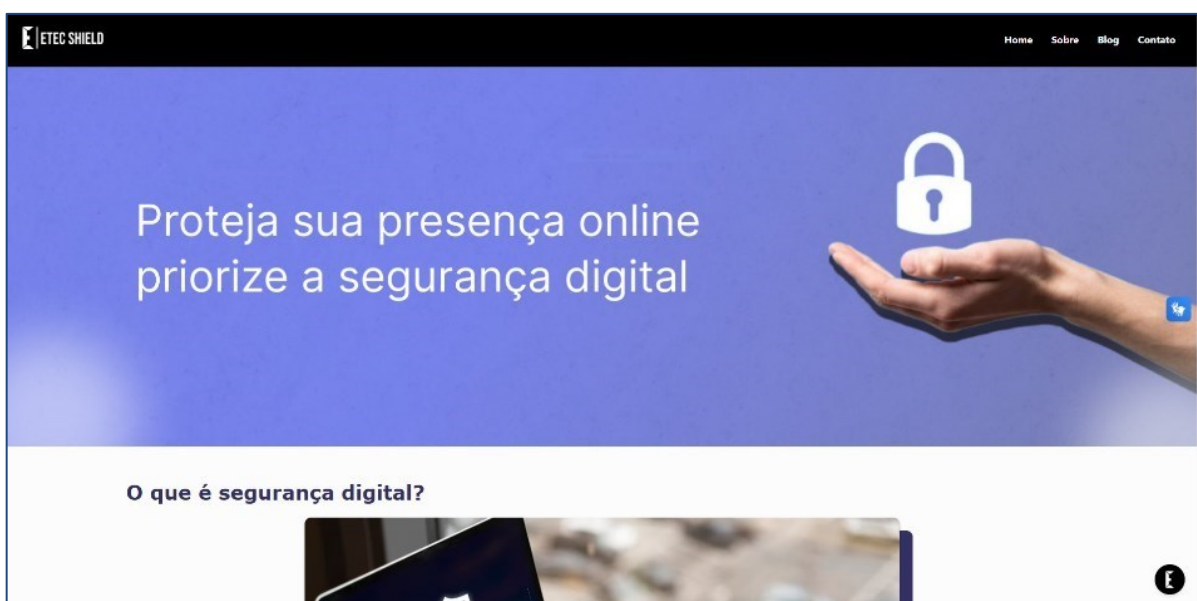 ETEC SHIELD
Home Sobre Blog Contato
Proteja sua presença online
priorize a segurança digital
O que é segurança digital?